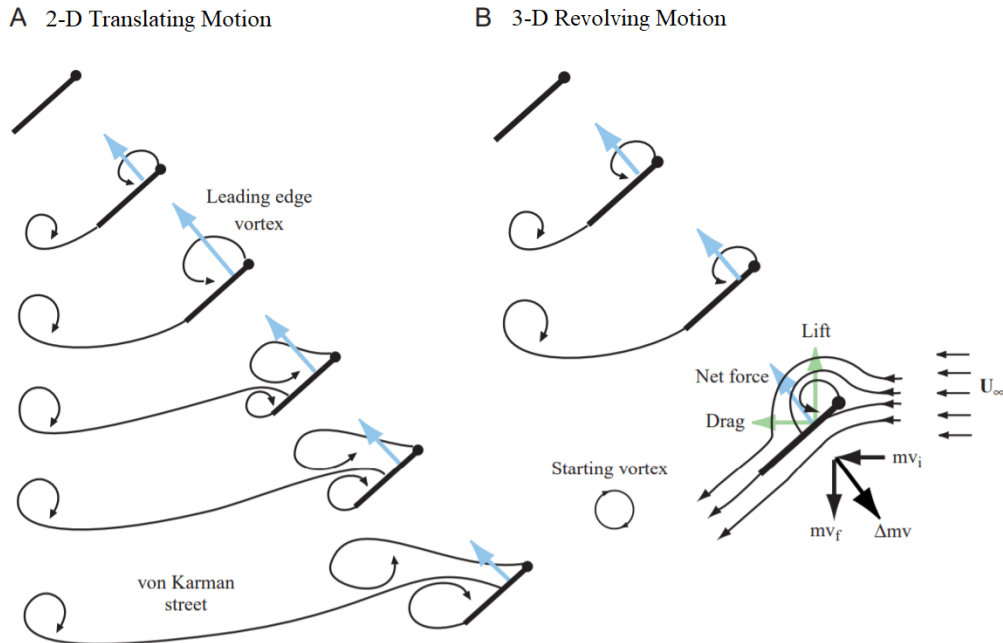 A 2-D Translating Motion
B 3-D Revolving Motion
Leading edge
vortex
Lift
Net force
U∞
Drag
mvi
Starting vortex
mvf
Δmv
von Karman
street